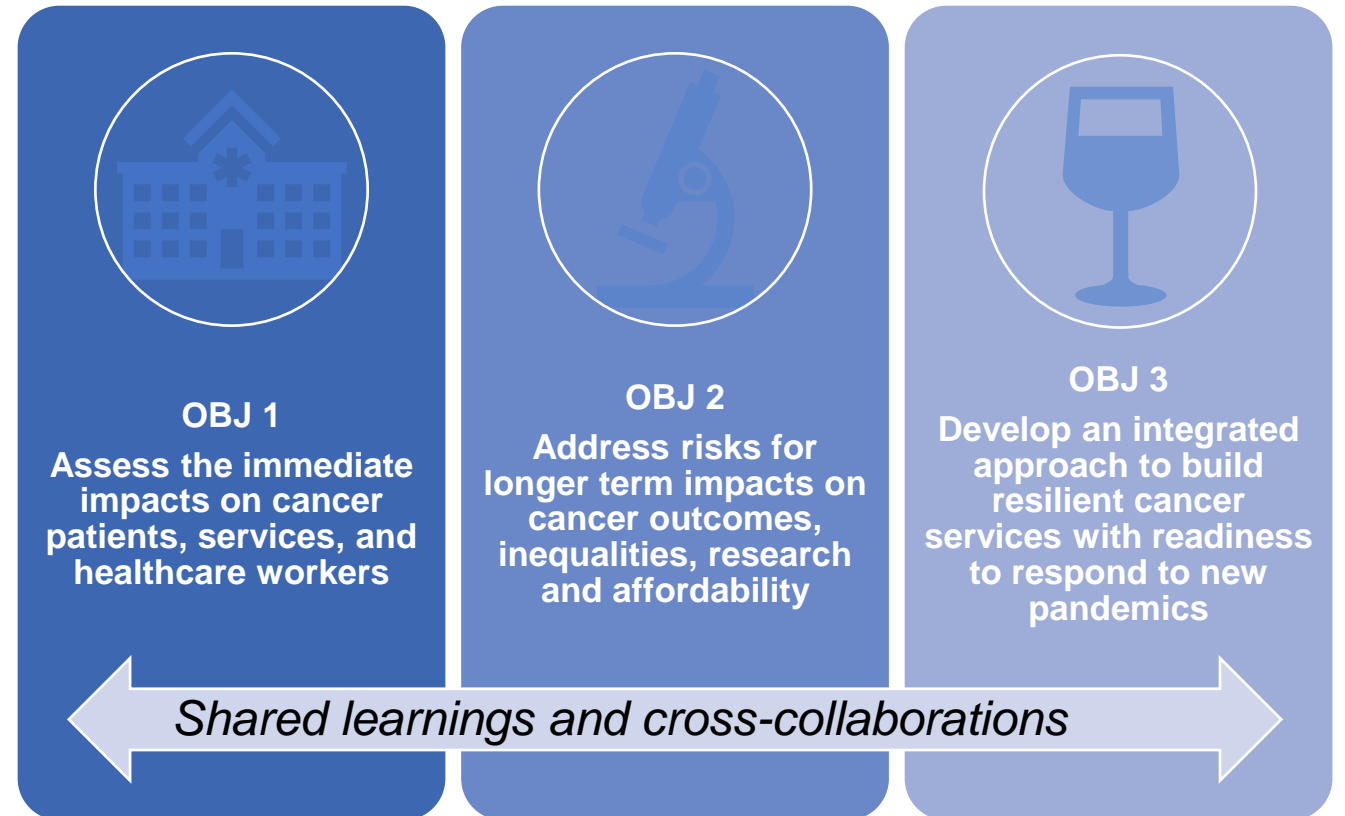 OBJ 1
Assess the immediate
impacts on cancer
patients, services, and
healthcare workers
OBJ 2
Address risks for
longer term impacts on
cancer outcomes,
inequalities, research
and affordability
OBJ 3
Develop an integrated
approach to build
resilient cancer
services with readiness
to respond to new
pandemics
Shared learnings and cross-collaborations